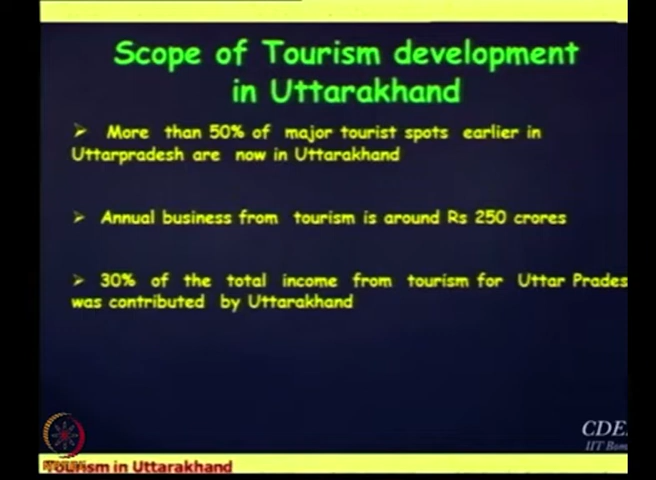 Scope of Tourism development
in Uttarakhand
➢ More than 50% of major tourist spots earlier in
Uttarpradesh are now in Uttarakhand
➢ Annual business from tourism is around Rs 250 crores
➢ 30% of the total income from tourism for Uttar Prades
was contributed by Uttarakhand
CDE
IIT Bom
Tourism in Uttarakhand